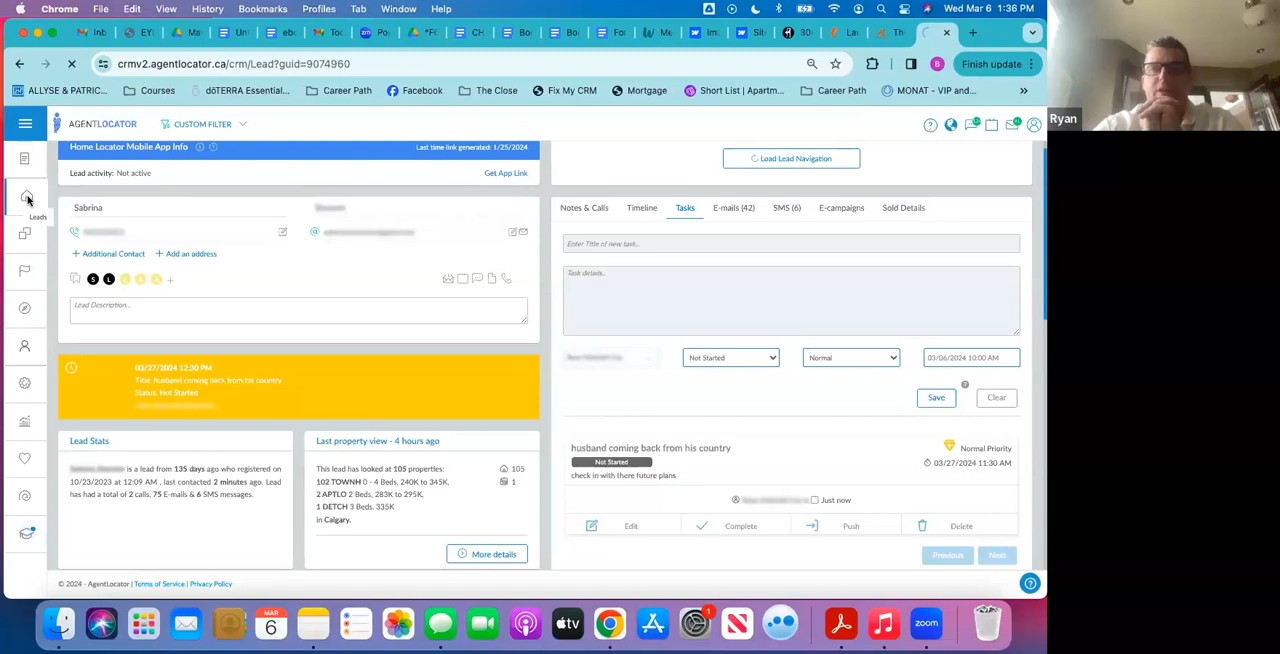 Chrome File Edit View History Bookmarks Profiles Tab Window Help
Wed Mar 6 1:36 PM
crmv2.agentlocator.ca/crm/Lead?guid=9074960
B
Finish update
ALLYSE & PATRIC...
Courses
dōTERRA Essential...
Career Path
Facebook
The Close
Fix My CRM
Mortgage
Short List | Apartm...
Career Path
MONAT - VIP and...
Ryan
AGENTLOCATOR
CUSTOM FILTER
Home Locator Mobile App Info
Last time link generated: 1/25/2024
Load Lead Navigation
Lead activity: Not active
Get App Link
Leads
Sabrina
Notes & Calls
Timeline
Tasks
E-mails (42)
SMS (6)
E-campaigns
Sold Details
Enter Title of new task...
Additional Contact
Add an address
Task details..
S L
Lead Description...
Not Started
Normal
03/06/2024 10:00 AM
03/27/2024 12:30 PM
Title: husband coming back from his country
Status: Not Started
Save
Clear
Lead Stats
is a lead from 135 days ago who registered on
10/23/2023 at 12:09 AM , last contacted 2 minutes ago. Lead
has had a total of 2 calls, 75 E-mails & 6 SMS messages.
Last property view - 4 hours ago
This lead has looked at 105 properties:
102 TOWNH 0 - 4 Beds, 240K to 345K,
2 APTLO 2 Beds, 283K to 295K,
1 DETCH 3 Beds. 335K
in Calgary.
105
1
More details
husband coming back from his country
Normal Priority
Not Started
03/27/2024 11:30 AM
check in with there future plans
Just now
Edit
Complete
Push
Delete
Previous
Next
© 2024 - AgentLocator | Terms of Service | Privacy Policy
MAR
6
tv
1
zoom